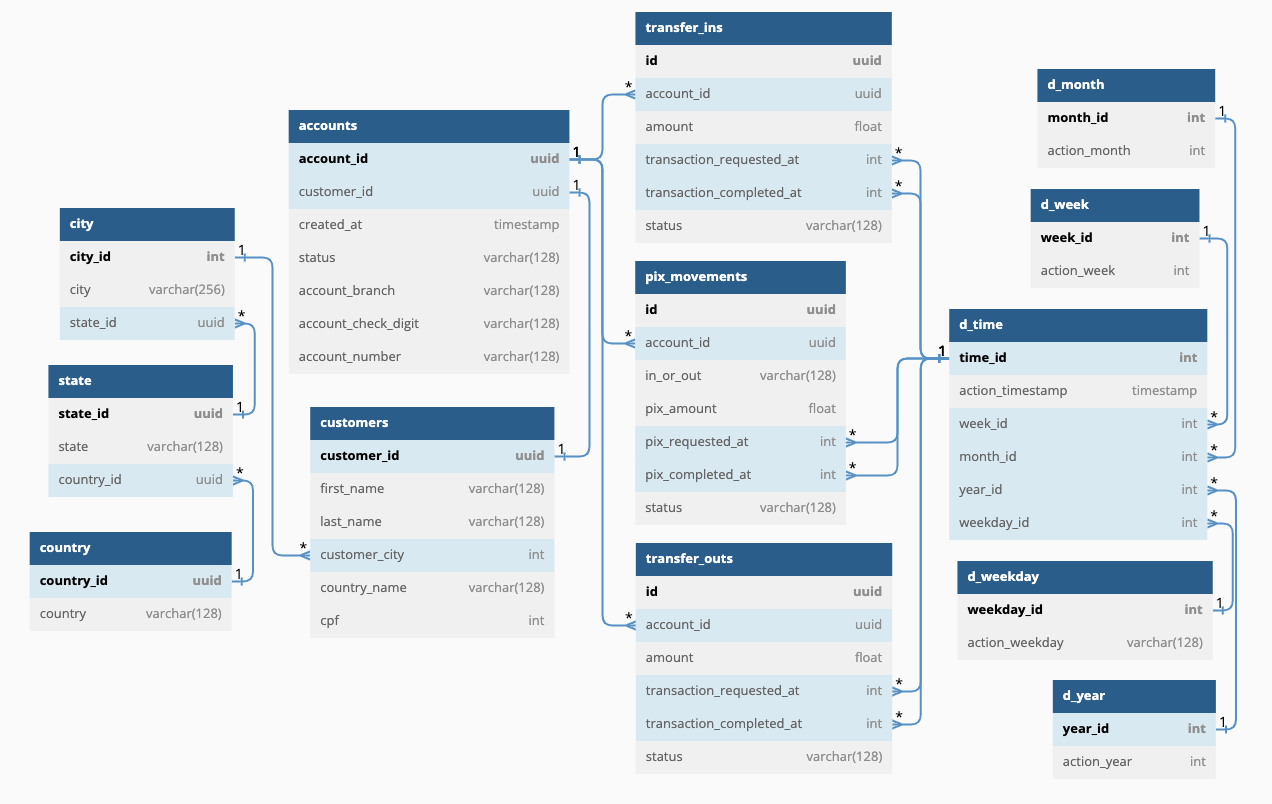 transfer_ins
id uuid
* account_id uuid
amount float
transaction_requested_at int *
transaction_completed_at int *
status varchar(128)
d_month
month_id int 1
action_month int
accounts
account_id uuid 1
customer_id uuid 1
created_at timestamp
status varchar(128)
account_branch varchar(128)
account_check_digit varchar(128)
account_number varchar(128)
d_week
week_id int 1
action_week int
city
city_id int 1
city varchar(256)
state_id uuid *
pix_movements
id uuid
* account_id uuid
in_or_out varchar(128)
pix_amount float
pix_requested_at int *
pix_completed_at int *
status varchar(128)
d_time
1 time_id int
action_timestamp timestamp
week_id int *
month_id int *
year_id int *
weekday_id int *
state
state_id uuid 1
state varchar(128)
country_id uuid *
customers
customer_id uuid 1
first_name varchar(128)
last_name varchar(128)
* customer_city int
country_name varchar(128)
cpf int
country
country_id uuid 1
country varchar(128)
transfer_outs
id uuid
* account_id uuid
amount float
transaction_requested_at int *
transaction_completed_at int *
status varchar(128)
d_weekday
weekday_id int 1
action_weekday varchar(128)
d_year
year_id int 1
action_year int